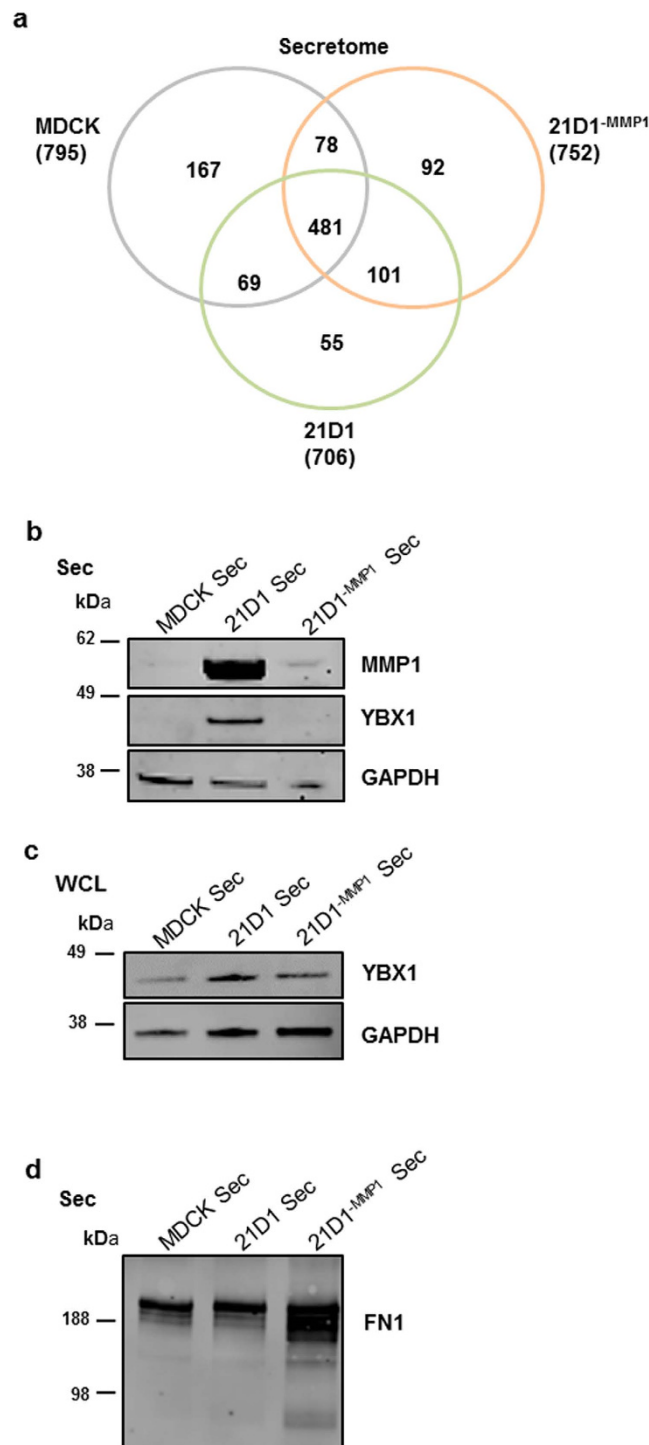 a
Secretome
MDCK
(795)
21D1-MMP1
(752)
78
167
92
481
69
101
55
21D1
(706)
b
Sec
kDa
MDCK Sec
21D1 Sec
21D1-MMP1 Sec
62
49
38
MMP1
YBX1
GAPDH
c
WCL
kDa
MDCK Sec
21D1 Sec
21D1-MMP1 Sec
49
38
YBX1
GAPDH
d
Sec
kDa
MDCK Sec
21D1 Sec
21D1-MMP1 Sec
188
98
FN1